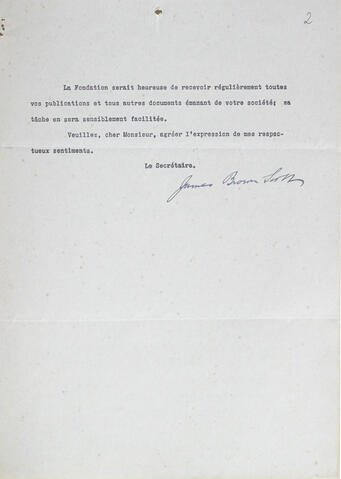 2
La Fondation serait heureuse de recevoir régulièrement toutes
vos publications et tous autres documents émanant de votre société; sa
tâche en sera sensiblement facilitée.
Veuillez, cher Monsieur, agréer l'expression de mes respec-
tueux sentiments.
Le Secrétaire.
James Brown Scott